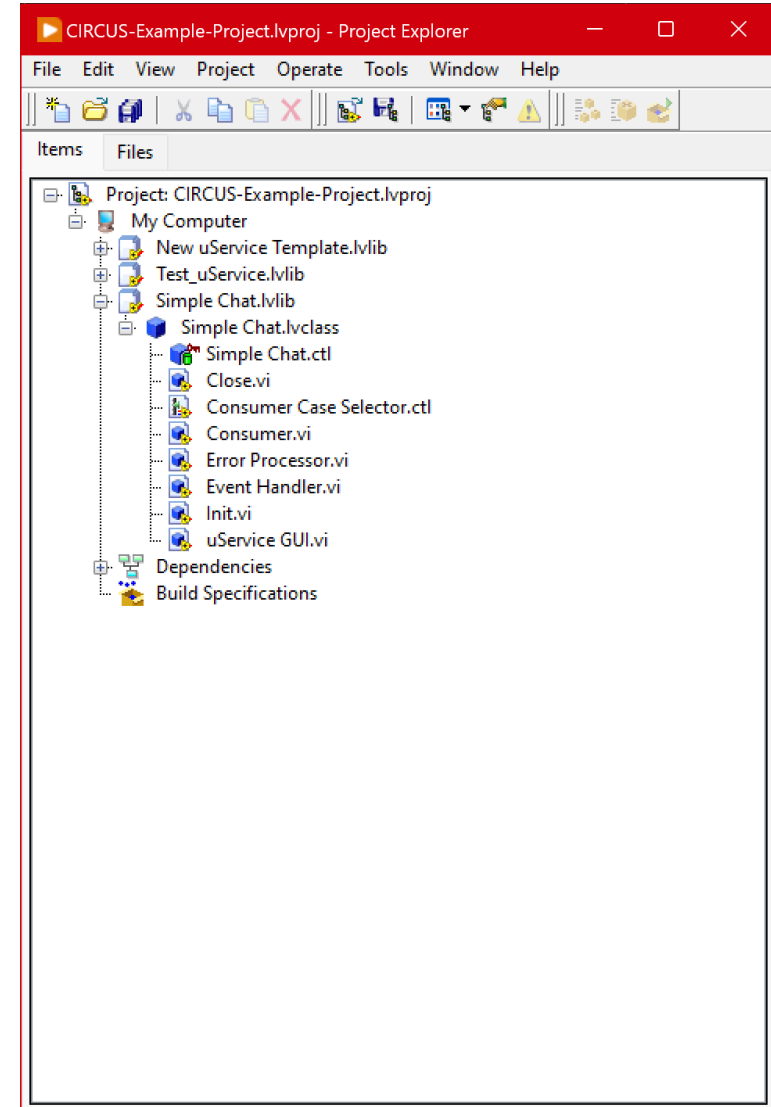 CIRCUS-Example-Project.lvproj - Project Explorer
File Edit View Project Operate Tools Window Help
Items Files
Project: CIRCUS-Example-Project.lvproj
My Computer
New uService Template.lvlib
Test_uService.lvlib
Simple Chat.lvlib
Simple Chat.lvclass
Simple Chat.ctl
Close.vi
Consumer Case Selector.ctl
Consumer.vi
Error Processor.vi
Event Handler.vi
Init.vi
uService GUI.vi
Dependencies
Build Specifications